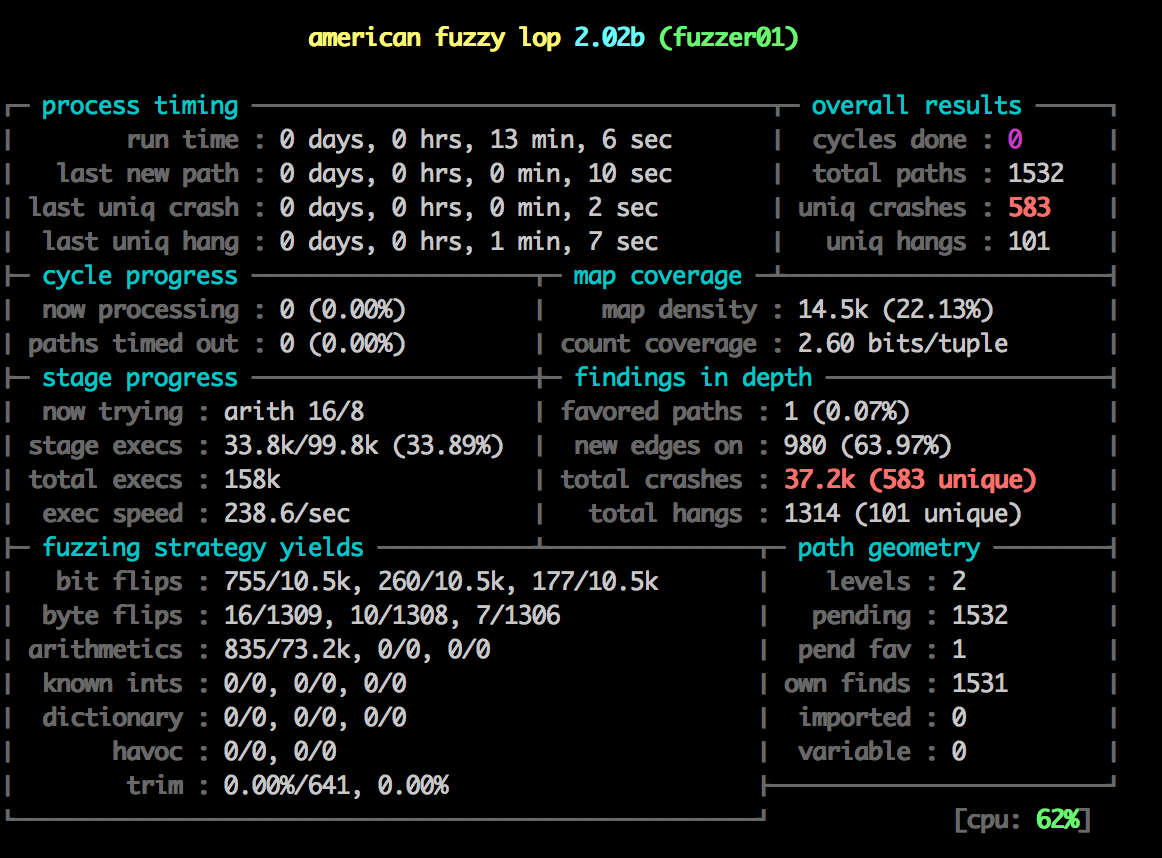 american fuzzy lop 2.02b (fuzzer01)
process timing overall results
run time : 0 days, 0 hrs, 13 min, 6 sec cycles done : 0
last new path : 0 days, 0 hrs, 0 min, 10 sec total paths : 1532
last uniq crash : 0 days, 0 hrs, 0 min, 2 sec uniq crashes : 583
last uniq hang : 0 days, 0 hrs, 1 min, 7 sec uniq hangs : 101
cycle progress map coverage
now processing : 0 (0.00%) map density : 14.5k (22.13%)
paths timed out : 0 (0.00%) count coverage : 2.60 bits/tuple
stage progress findings in depth
now trying : arith 16/8 favored paths : 1 (0.07%)
stage execs : 33.8k/99.8k (33.89%) new edges on : 980 (63.97%)
total execs : 158k total crashes : 37.2k (583 unique)
exec speed : 238.6/sec total hangs : 1314 (101 unique)
fuzzing strategy yields path geometry
bit flips : 755/10.5k, 260/10.5k, 177/10.5k levels : 2
byte flips : 16/1309, 10/1308, 7/1306 pending : 1532
arithmetics : 835/73.2k, 0/0, 0/0 pend fav : 1
known ints : 0/0, 0/0, 0/0 own finds : 1531
dictionary : 0/0, 0/0, 0/0 imported : 0
havoc : 0/0, 0/0 variable : 0
trim : 0.00%/641, 0.00%
[cpu: 62%]